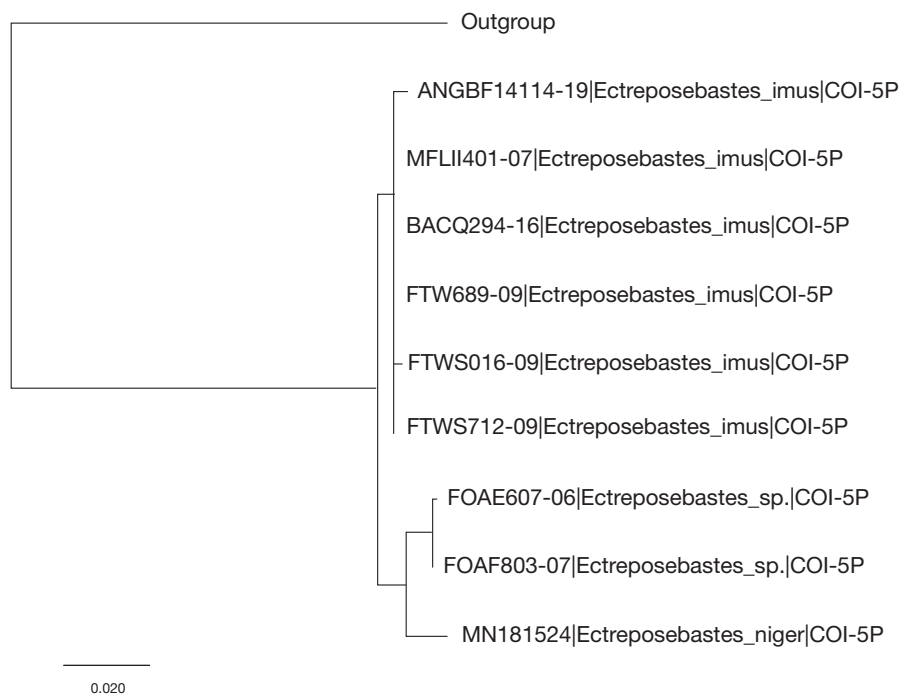 Outgroup
ANGBF14114-19|Ectreposebastes_imus|COI-5P
MFLII401-07|Ectreposebastes_imus|COI-5P
BACQ294-16|Ectreposebastes_imus|COI-5P
FTW689-09|Ectreposebastes_imus|COI-5P
FTWS016-09|Ectreposebastes_imus|COI-5P
FTWS712-09|Ectreposebastes_imus|COI-5P
FOAE607-06|Ectreposebastes_sp.|COI-5P
FOAF803-07|Ectreposebastes_sp.|COI-5P
MN181524|Ectreposebastes_niger|COI-5P
0.020